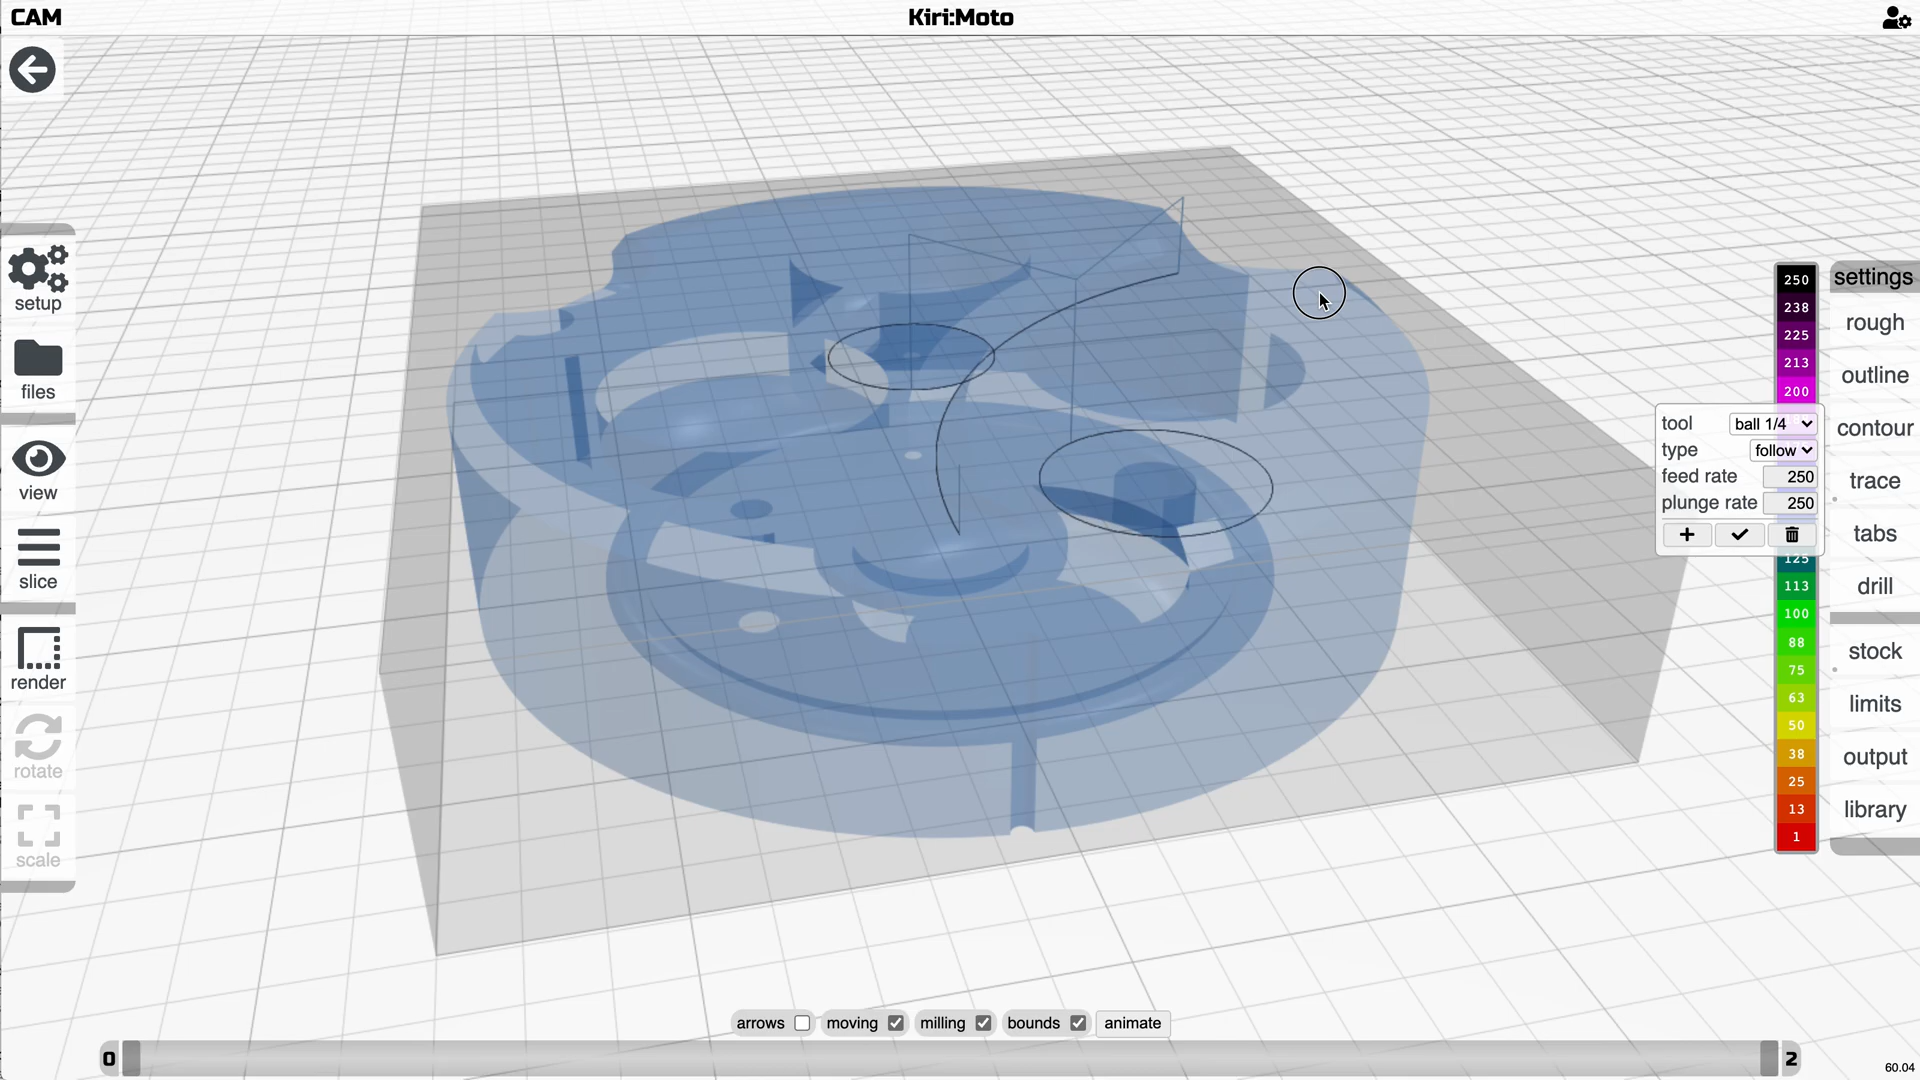 CAM
Kiri:Moto
setup
files
view
slice
render
rotate
scale
250
238
225
213
200
125
113
100
88
75
63
50
38
25
13
1
tool ball 1/4
type follow
feed rate 250
plunge rate 250
settings
rough
outline
contour
trace
tabs
drill
stock
limits
output
library
arrows moving milling bounds animate
0 2
60.04